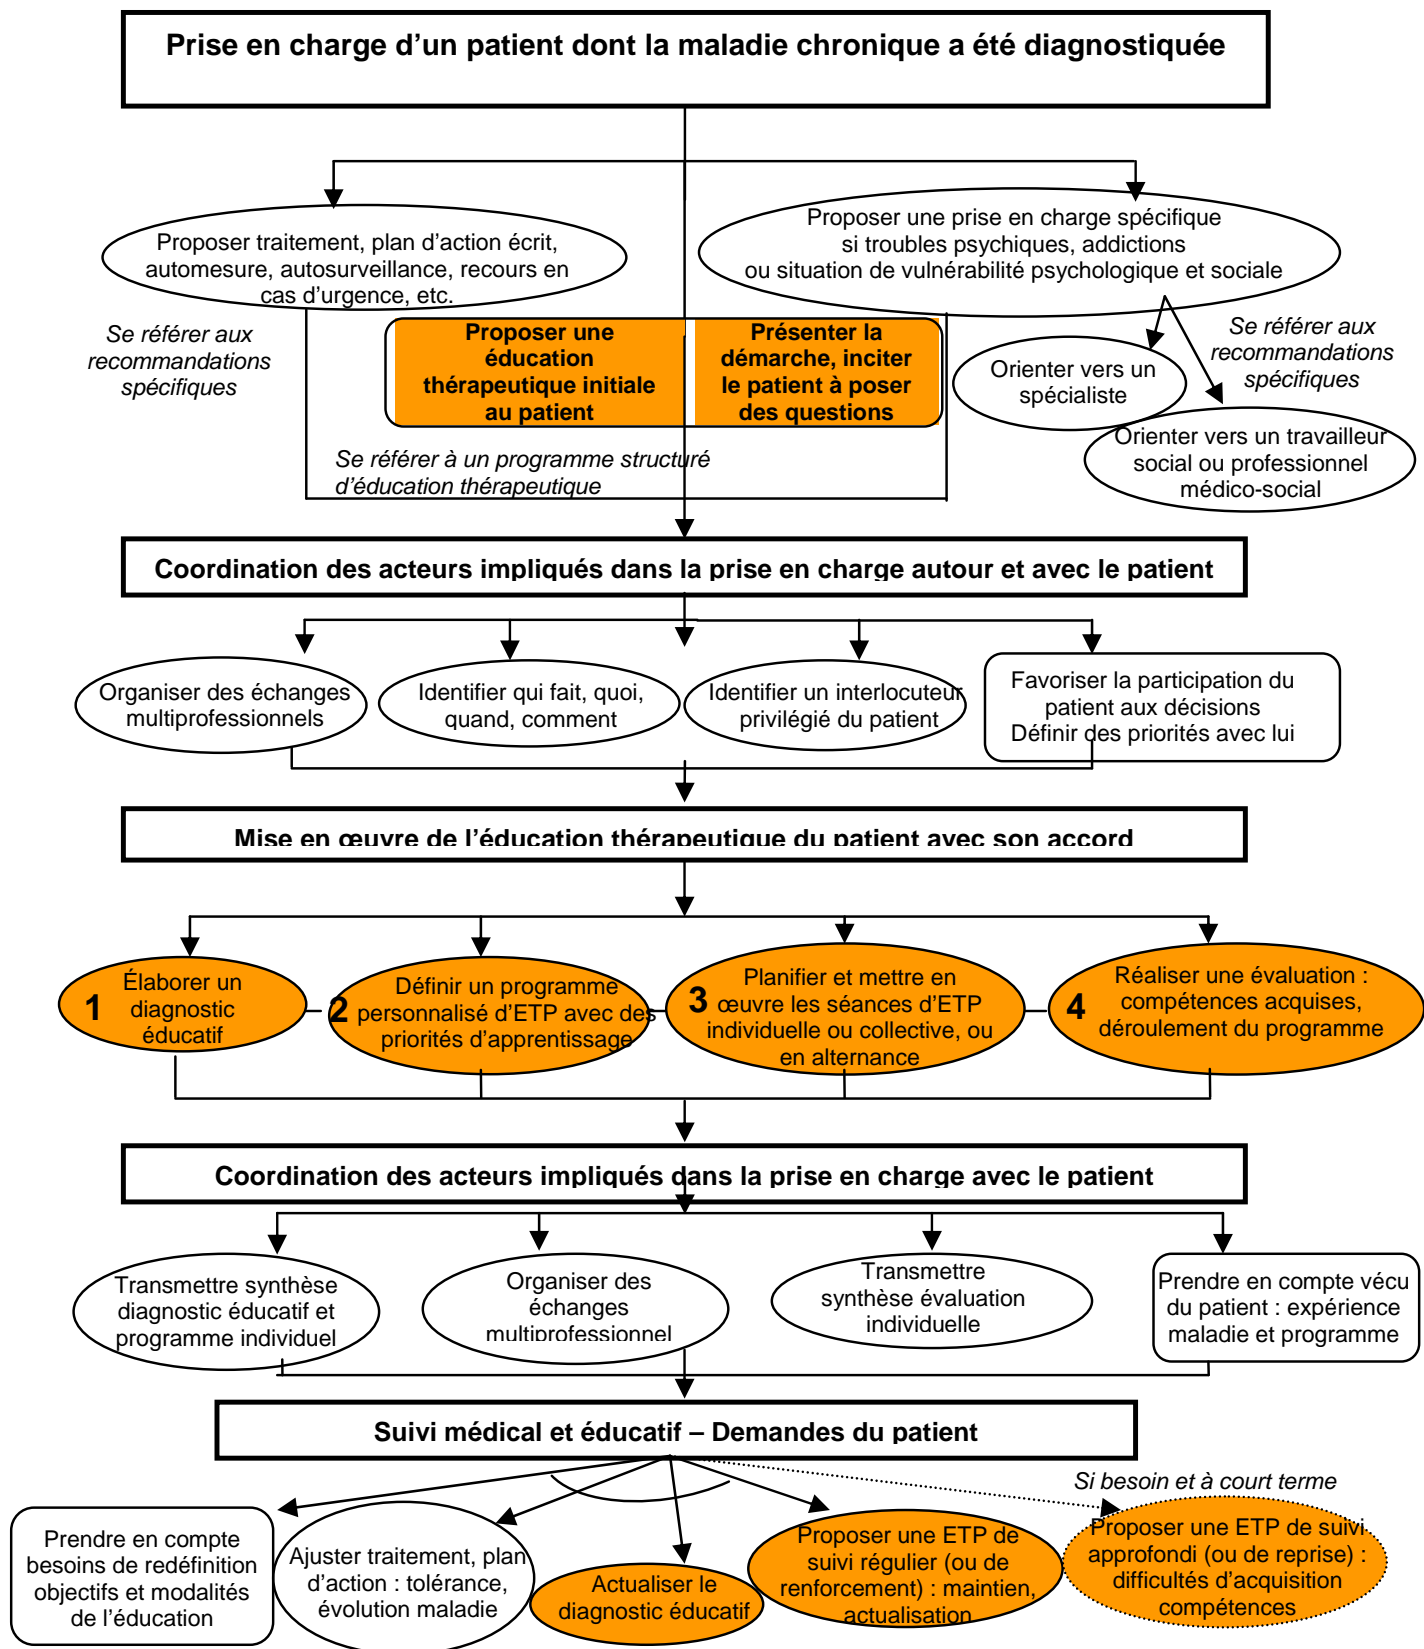 Prise en charge d’un patient dont la maladie chronique a été diagnostiquée
Proposer traitement, plan d’action écrit,
automesure, autosurveillance, recours en
cas d’urgence, etc.
Proposer une prise en charge spécifique
si troubles psychiques, addictions
ou situation de vulnérabilité psychologique et sociale
Se référer aux
recommandations
spécifiques
Proposer une
éducation
thérapeutique initiale
au patient
Présenter la
démarche, inciter
le patient à poser
des questions
Se référer aux
recommandations
spécifiques
Orienter vers un
spécialiste
Orienter vers un travailleur
social ou professionnel
médico-social
Se référer à un programme structuré
d’éducation thérapeutique
Coordination des acteurs impliqués dans la prise en charge autour et avec le patient
Organiser des échanges
multiprofessionnels
Identifier qui fait, quoi,
quand, comment
Identifier un interlocuteur
privilégié du patient
Favoriser la participation du
patient aux décisions
Définir des priorités avec lui
Mise en œuvre de l’éducation thérapeutique du patient avec son accord
1
Élaborer un
diagnostic
éducatif
2
Définir un programme
personnalisé d’ETP avec des
priorités d’apprentissage
3
Planifier et mettre en
œuvre les séances d’ETP
individuelle ou collective, ou
en alternance
4
Réaliser une évaluation :
compétences acquises,
déroulement du programme
Coordination des acteurs impliqués dans la prise en charge avec le patient
Transmettre synthèse
diagnostic éducatif et
programme individuel
Organiser des
échanges
multiprofessionnel
Transmettre
synthèse évaluation
individuelle
Prendre en compte vécu
du patient : expérience
maladie et programme
Suivi médical et éducatif – Demandes du patient
Si besoin et à court terme
Prendre en compte
besoins de redéfinition
objectifs et modalités
de l’éducation
Ajuster traitement, plan
d’action : tolérance,
évolution maladie
Actualiser le
diagnostic éducatif
Proposer une ETP de
suivi régulier (ou de
renforcement) : maintien,
actualisation
Proposer une ETP de suivi
approfondi (ou de reprise) :
difficultés d’acquisition
compétences